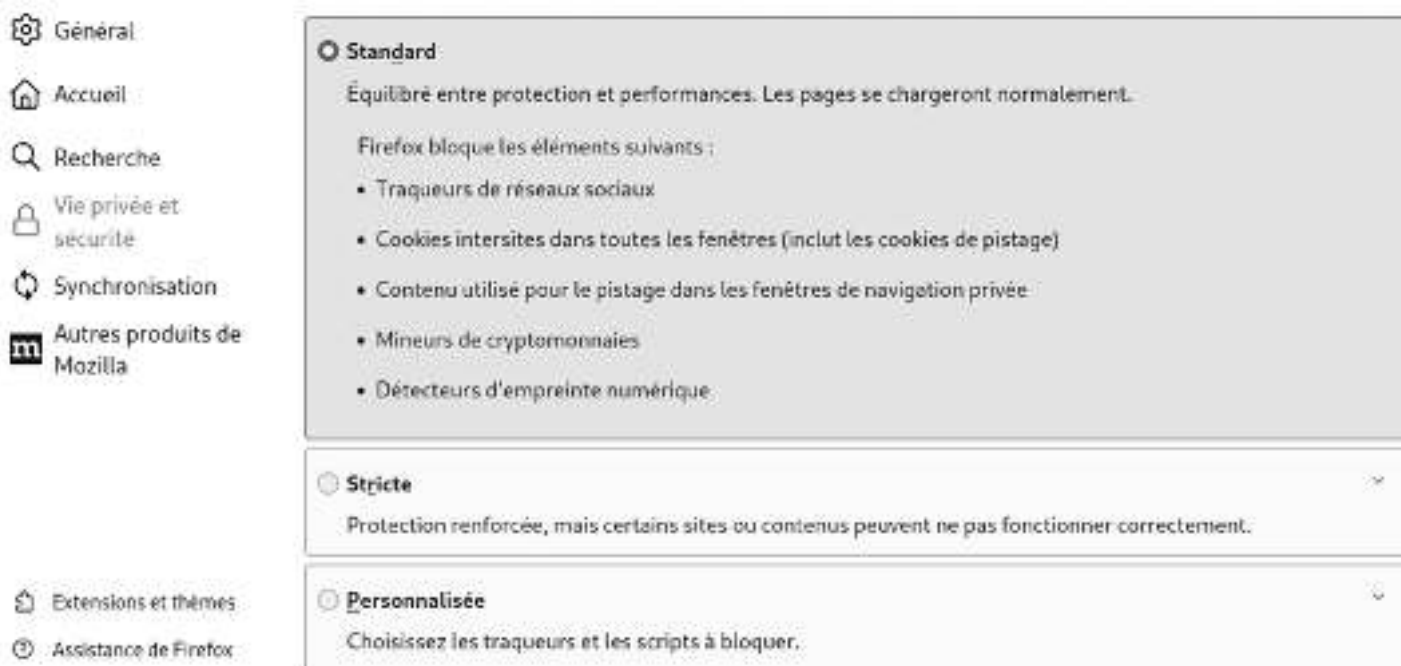 Général
Accueil
Recherche
Vie privée et
sécurité
Synchronisation
m
Autres produits de
Mozilla
Extensions et thèmes
Assistance de Firefox
Standard
Équilibré entre protection et performances. Les pages se chargeront normalement.
Firefox bloque les éléments suivants :
• Traqueurs de réseaux sociaux
• Cookies intersites dans toutes les fenêtres (inclut les cookies de pistage)
• Contenu utilisé pour le pistage dans les fenêtres de navigation privée
• Mineurs de cryptomonnaies
• Détecteurs d'empreinte numérique
Stricte
Protection renforcée, mais certains sites ou contenus peuvent ne pas fonctionner correctement.
Personnalisée
Choisissez les traqueurs et les scripts à bloquer.